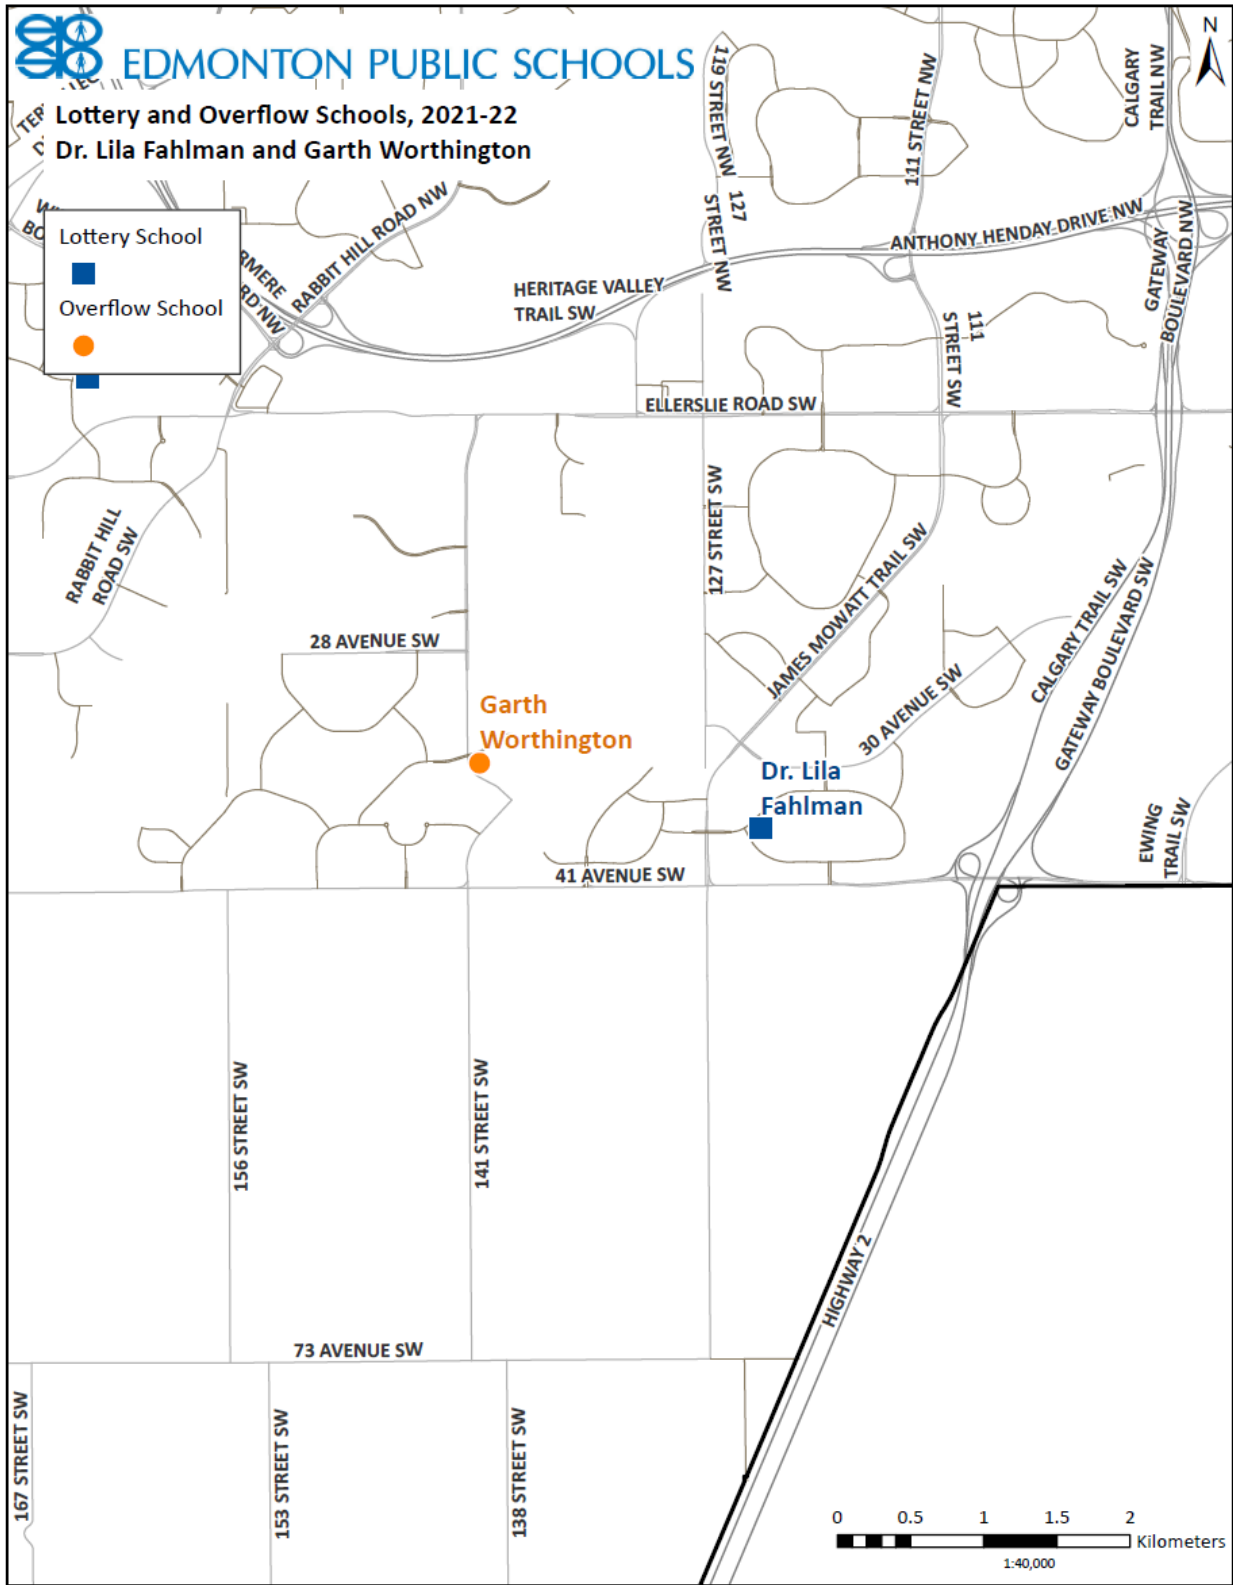 N
EDMONTON PUBLIC SCHOOLS
Lottery and Overflow Schools, 2021-22
Dr. Lila Fahlman and Garth Worthington
Lottery School
Overflow School
119 STREET NW
111 STREET NW
CALGARY
TRAIL NW
127
STREET NW
RABBIT HILL ROAD NW
ANTHONY HENDAY DRIVE NW
GATEWAY
BOULEVARD NW
HERITAGE VALLEY
TRAIL SW
111
STREET SW
ELLERSLIE ROAD SW
127 STREET SW
RABBIT HILL
ROAD SW
JAMES MOWATT TRAIL SW
CALGARY TRAIL SW
GATEWAY BOULEVARD SW
28 AVENUE SW
30 AVENUE SW
Garth
Worthington
Dr. Lila
Fahlman
EWING
TRAIL SW
41 AVENUE SW
156 STREET SW
141 STREET SW
HIGHWAY 2
73 AVENUE SW
167 STREET SW
153 STREET SW
138 STREET SW
0 0.5 1 1.5 2
Kilometers
1:40,000